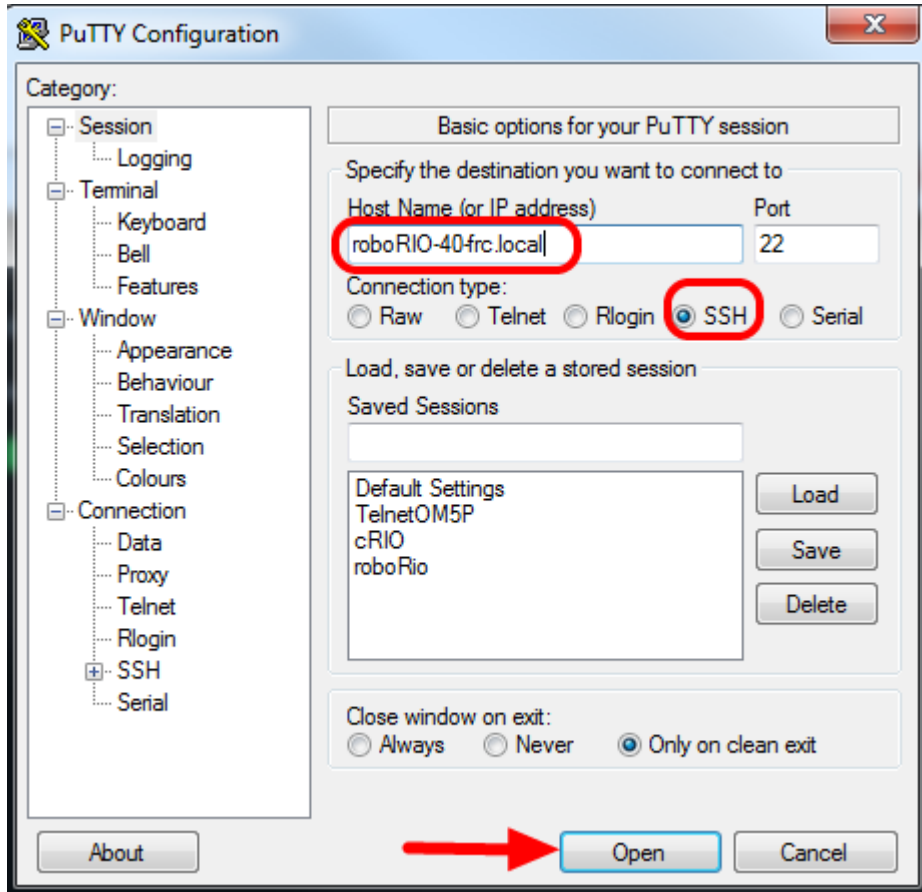 PuTTY Configuration
Category:
Session
Logging
Terminal
Keyboard
Bell
Features
Window
Appearance
Behaviour
Translation
Selection
Colours
Connection
Data
Proxy
Telnet
Rlogin
SSH
Serial
Basic options for your PuTTY session
Specify the destination you want to connect to
Host Name (or IP address) Port
roboRIO-40-frc.local 22
Connection type:
Raw Telnet Rlogin SSH Serial
Load, save or delete a stored session
Saved Sessions
Default Settings
TelnetOM5P
cRIO
roboRio
Load
Save
Delete
Close window on exit:
Always Never Only on clean exit
About Open Cancel